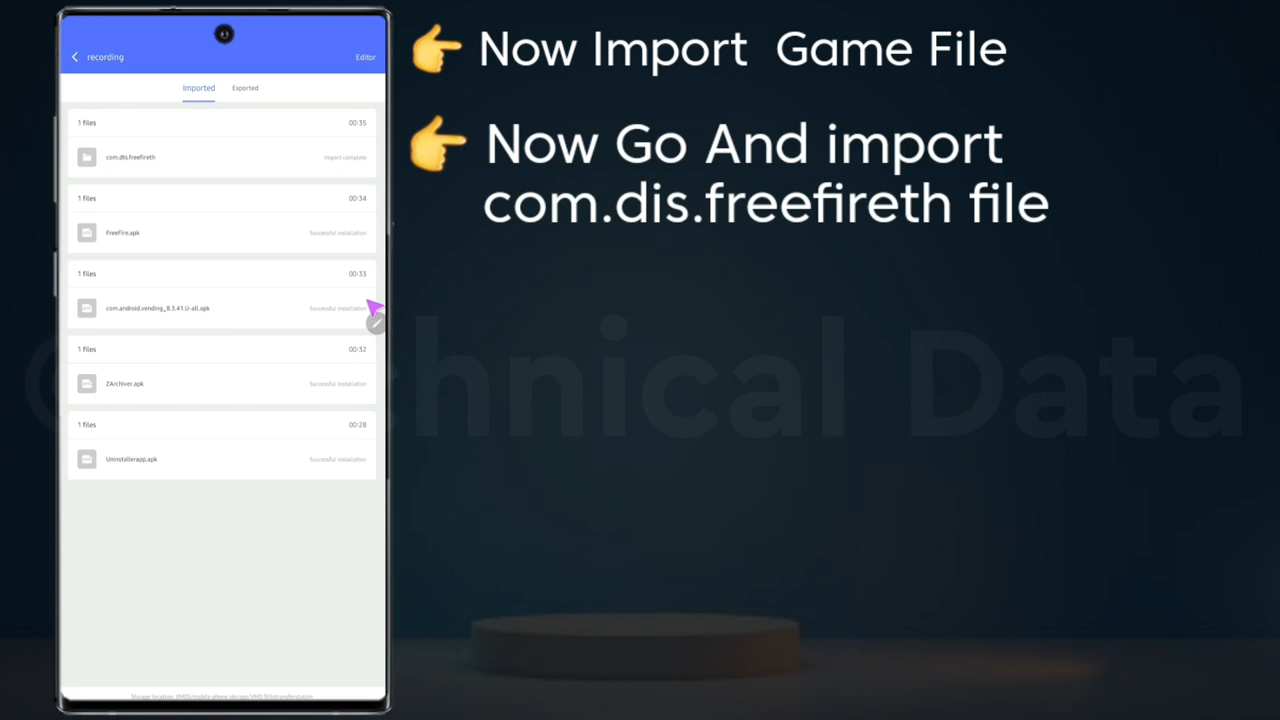 👉 Now Import Game File
👉 Now Go And import
com.dis.freefireth file
recording
Editor
Imported
Exported
1 files
00:35
com.dts.freefireth
Import complete
1 files
00:34
FreeFire.apk
Successful installation
1 files
00:33
com.android.vending_8.3.41.U-all.apk
Successful installation
1 files
00:32
ZArchiver.apk
Successful installation
1 files
00:28
Uninstallerapp.apk
Successful installation
chnical Data